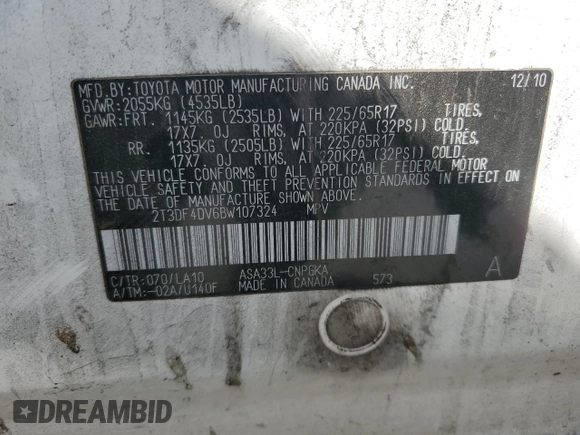 MFD. BY: TOYOTA MOTOR MANUFACTURING CANADA INC. 12/10
GVWR: 2055KG (4535LB)
GAWR: FRT. 1145KG (2535LB) WITH 225/65R17 TIRES,
17X7.0J RIMS, AT 220KPA (32PSI) COLD.
RR. 1135KG (2505LB) WITH 225/65R17 TIRES,
17X7.0J RIMS, AT 220KPA (32PSI) COLD.
THIS VEHICLE CONFORMS TO ALL APPLICABLE FEDERAL MOTOR
VEHICLE SAFETY AND THEFT PREVENTION STANDARDS IN EFFECT ON
THE DATE OF MANUFACTURE SHOWN ABOVE.
2T3DF4DV6BW107324 MPV
C/TR: 070/LA10 ASA33L-CNPGKA 573 A
A/TM: -02A/U140F MADE IN CANADA
DREAMBID